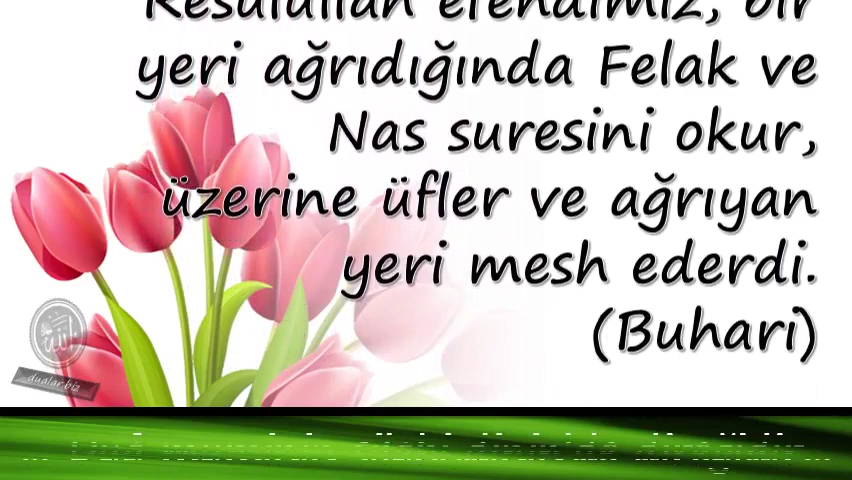 Resulullah efendimiz, bir
yeri ağrıdığında Felak ve
Nas suresini okur,
üzerine üfler ve ağrıyan
yeri mesh ederdi.
(Buhari)
الله
dualar.biz